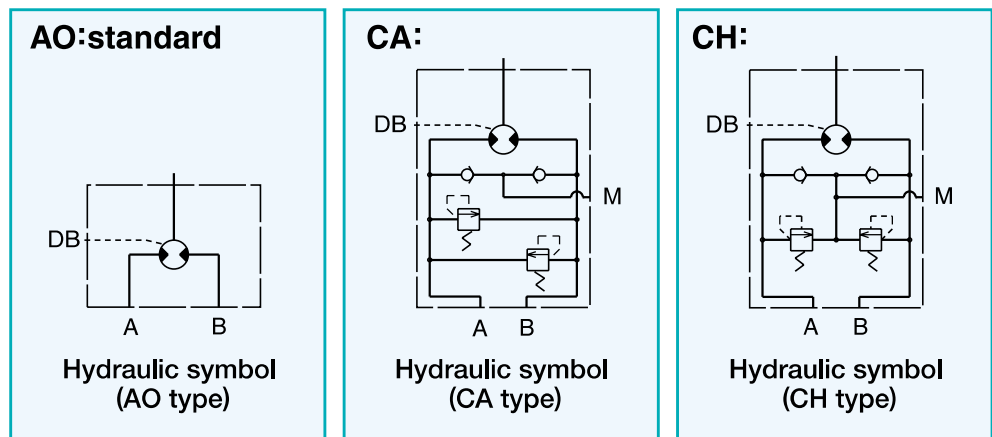 AO:standard
DB
A B
Hydraulic symbol
(AO type)
CA:
DB
M
A B
Hydraulic symbol
(CA type)
CH:
DB
M
A B
Hydraulic symbol
(CH type)